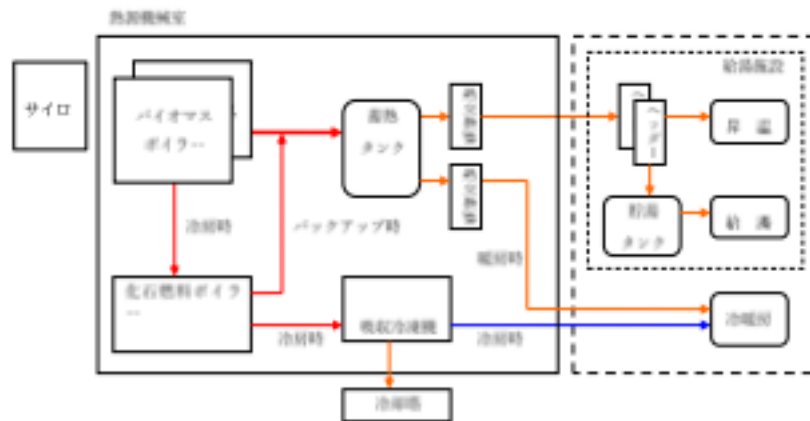 熱源機械室
給湯施設
サイロ
バイオマス
ボイラー
蓄熱
タンク
熱交換器
ヘッダー
昇 温
熱交換器
冷房時
バックアップ時
貯湯
タンク
給 湯
暖房時
化石燃料ボイラ
ー
吸収冷凍機
冷暖房
冷房時
冷房時
冷却塔